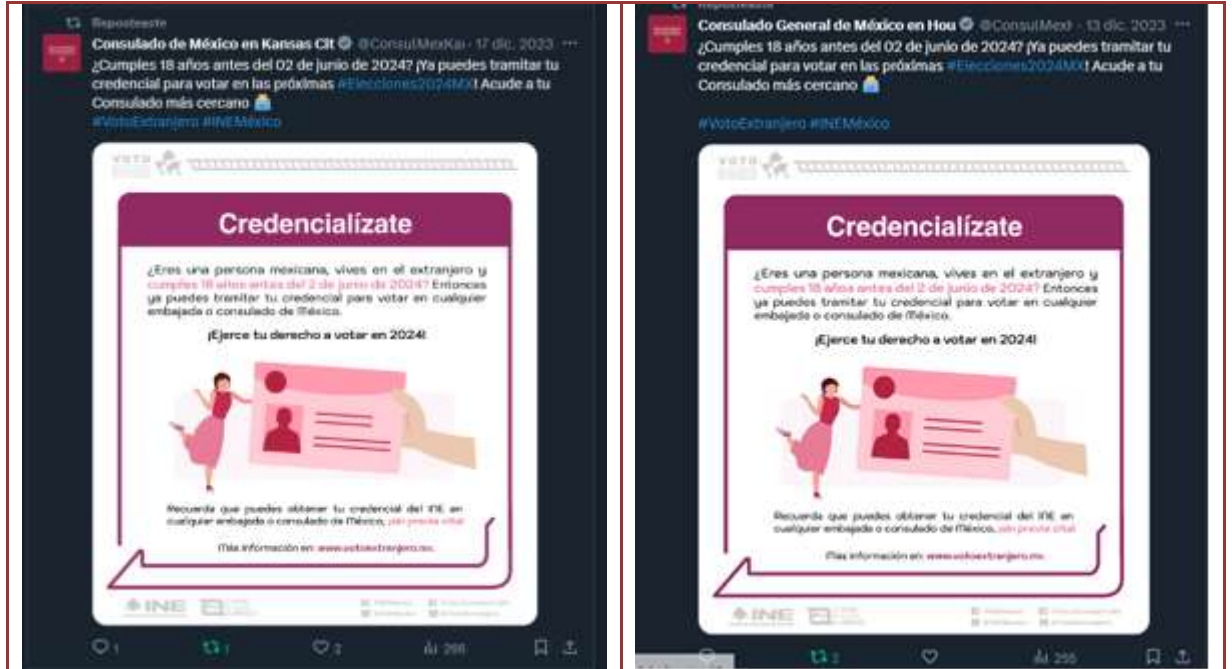 Reposteaste
Consulado de México en Kansas Cit @ConsulMexKan · 17 dic. 2023 ···
¿Cumples 18 años antes del 02 de junio de 2024? ¡Ya puedes tramitar tu
credencial para votar en las próximas #Elecciones2024MX! Acude a tu
Consulado más cercano
#VotoExtranjero #INEMéxico
VOTO
Credencialízate
¿Eres una persona mexicana, vives en el extranjero y
cumples 18 años antes del 2 de junio de 2024? Entonces
ya puedes tramitar tu credencial para votar en cualquier
embajada o consulado de México.
¡Ejerce tu derecho a votar en 2024!
Recuerda que puedes obtener tu credencial del INE en
cualquier embajada o consulado de México, ¡sin previa cita!
Más información en: www.votoextranjero.mx
INE
1
1
2
266
Consulado General de México en Hou @ConsulMexH · 13 dic. 2023 ···
¿Cumples 18 años antes del 02 de junio de 2024? ¡Ya puedes tramitar tu
credencial para votar en las próximas #Elecciones2024MX! Acude a tu
Consulado más cercano
#VotoExtranjero #INEMéxico
VOTO
Credencialízate
¿Eres una persona mexicana, vives en el extranjero y
cumples 18 años antes del 2 de junio de 2024? Entonces
ya puedes tramitar tu credencial para votar en cualquier
embajada o consulado de México.
¡Ejerce tu derecho a votar en 2024!
Recuerda que puedes obtener tu credencial del INE en
cualquier embajada o consulado de México, ¡sin previa cita!
Más información en: www.votoextranjero.mx
INE
2
255